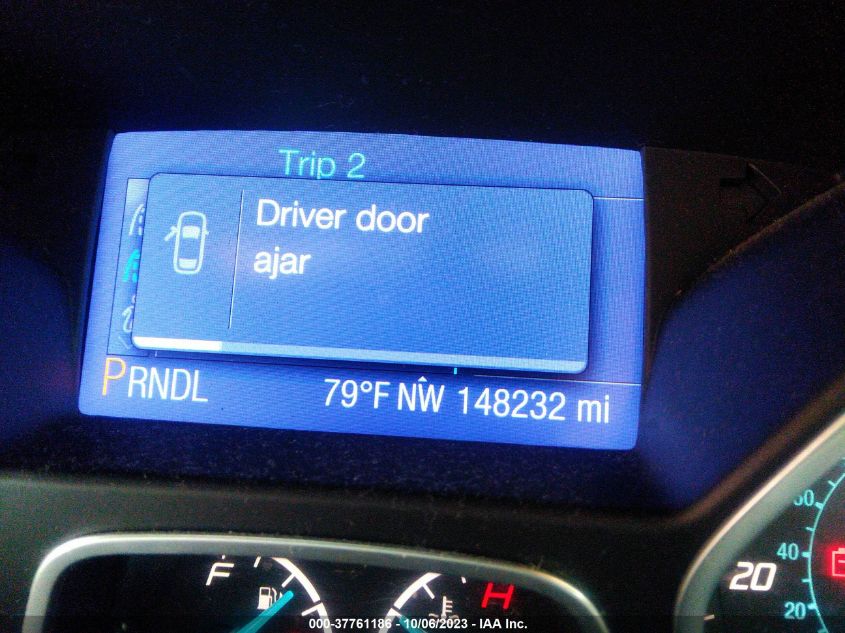 Trip 2
Driver door
ajar
PRNDL 79°F NW 148232 mi
F
H
20
40
20
000-37761186 - 10/06/2023 - IAA Inc.